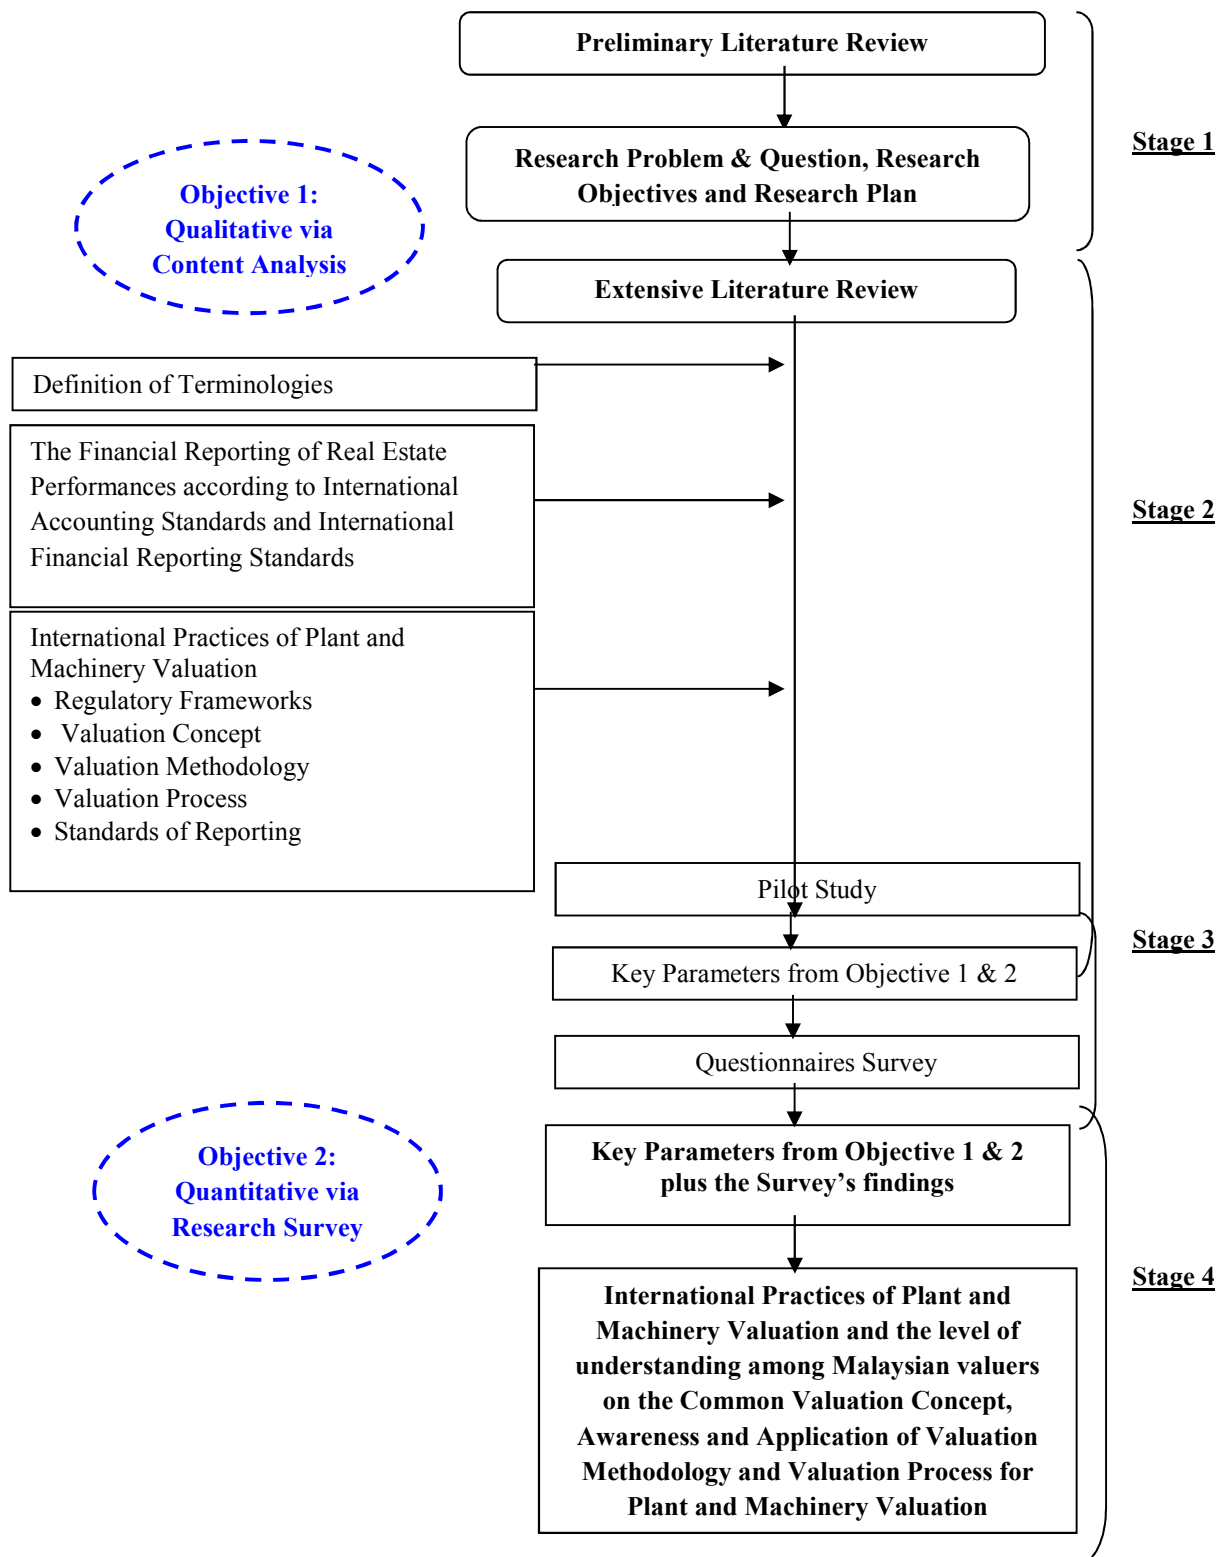 Preliminary Literature Review
Stage 1
Research Problem & Question, Research
Objectives and Research Plan
Objective 1:
Qualitative via
Content Analysis
Extensive Literature Review
Definition of Terminologies
The Financial Reporting of Real Estate
Performances according to International
Accounting Standards and International
Financial Reporting Standards
Stage 2
International Practices of Plant and
Machinery Valuation
• Regulatory Frameworks
• Valuation Concept
• Valuation Methodology
• Valuation Process
• Standards of Reporting
Pilot Study
Stage 3
Key Parameters from Objective 1 & 2
Questionnaires Survey
Objective 2:
Quantitative via
Research Survey
Key Parameters from Objective 1 & 2
plus the Survey’s findings
Stage 4
International Practices of Plant and
Machinery Valuation and the level of
understanding among Malaysian valuers
on the Common Valuation Concept,
Awareness and Application of Valuation
Methodology and Valuation Process for
Plant and Machinery Valuation